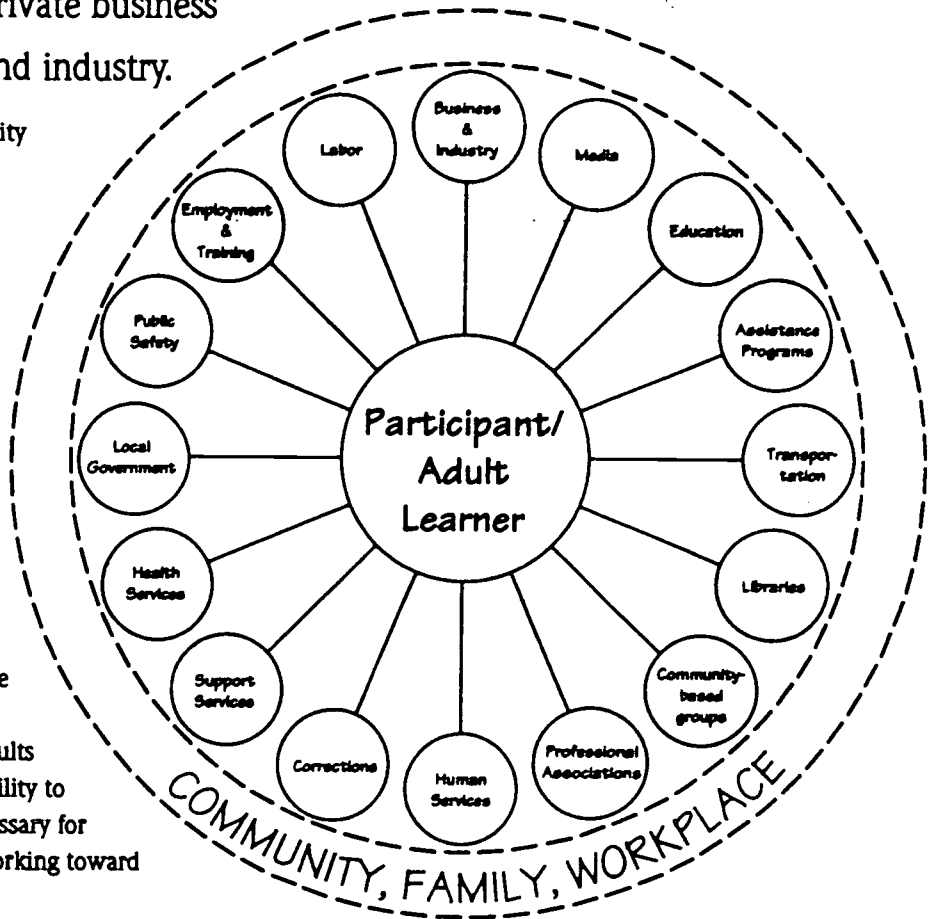 rivate business
nd industry.
ity
Business
&
Industry
Media
Education
Assistance
Programs
Transpor-
tation
Libraries
Community-
based
groups
Professional
Associations
Human
Services
Corrections
Support
Services
Health
Services
Local
Government
Public
Safety
Employment
&
Training
Labor
Participant/
Adult
Learner
e
ults
ility to
ssary for
orking toward
COMMUNITY, FAMILY, WORKPLACE